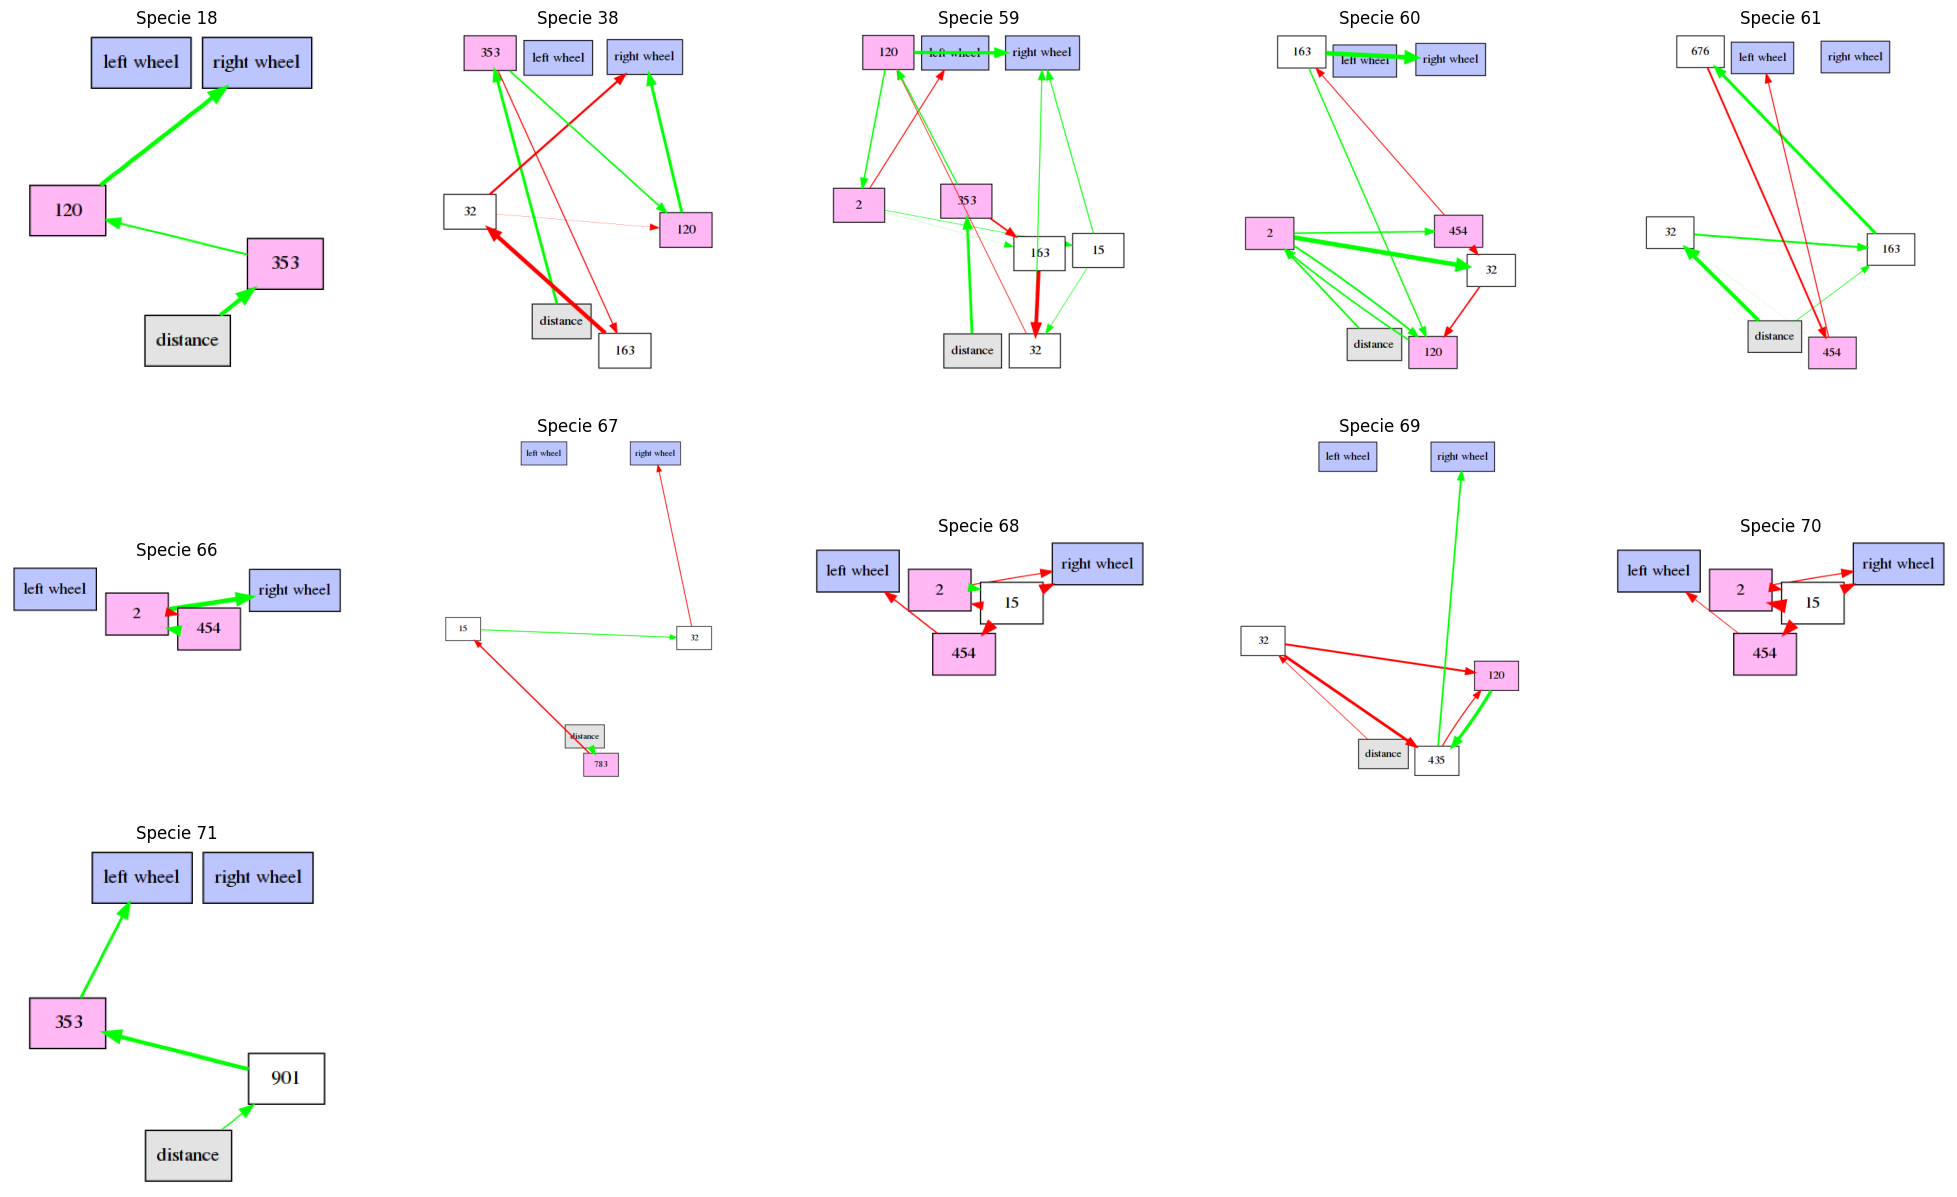 Specie 18
left wheel
right wheel
120
353
distance
Specie 38
353
left wheel
right wheel
32
120
distance
163
Specie 59
120
left wheel
right wheel
2
353
163
15
distance
32
Specie 60
163
left wheel
right wheel
2
454
32
distance
120
Specie 61
676
left wheel
right wheel
32
163
distance
454
Specie 66
left wheel
right wheel
2
454
Specie 67
left wheel
right wheel
15
32
distance
783
Specie 68
left wheel
right wheel
2
15
454
Specie 69
left wheel
right wheel
32
120
distance
435
Specie 70
left wheel
right wheel
2
15
454
Specie 71
left wheel
right wheel
353
901
distance